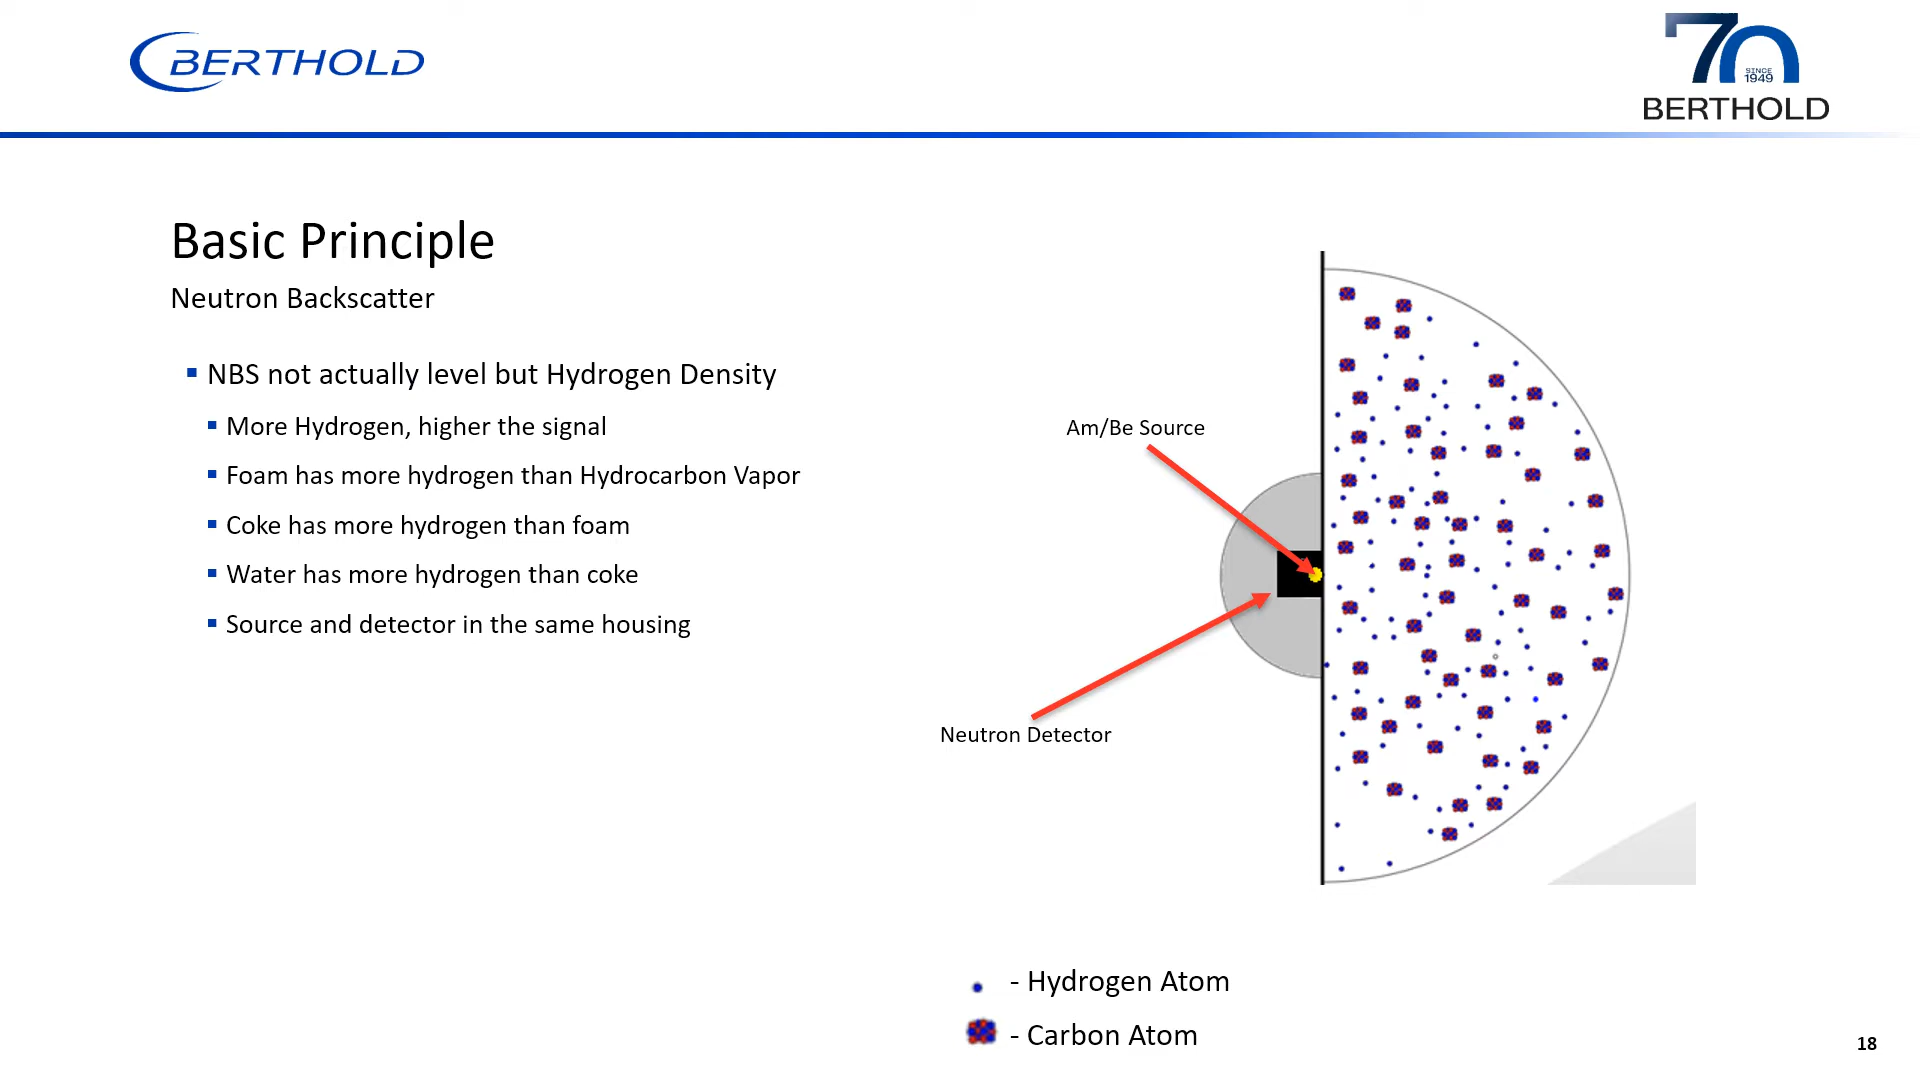 BERTHOLD
70
SINCE
1949
BERTHOLD
Basic Principle
Neutron Backscatter
NBS not actually level but Hydrogen Density
More Hydrogen, higher the signal
Foam has more hydrogen than Hydrocarbon Vapor
Coke has more hydrogen than foam
Water has more hydrogen than coke
Source and detector in the same housing
Am/Be Source
Neutron Detector
- Hydrogen Atom
- Carbon Atom
18